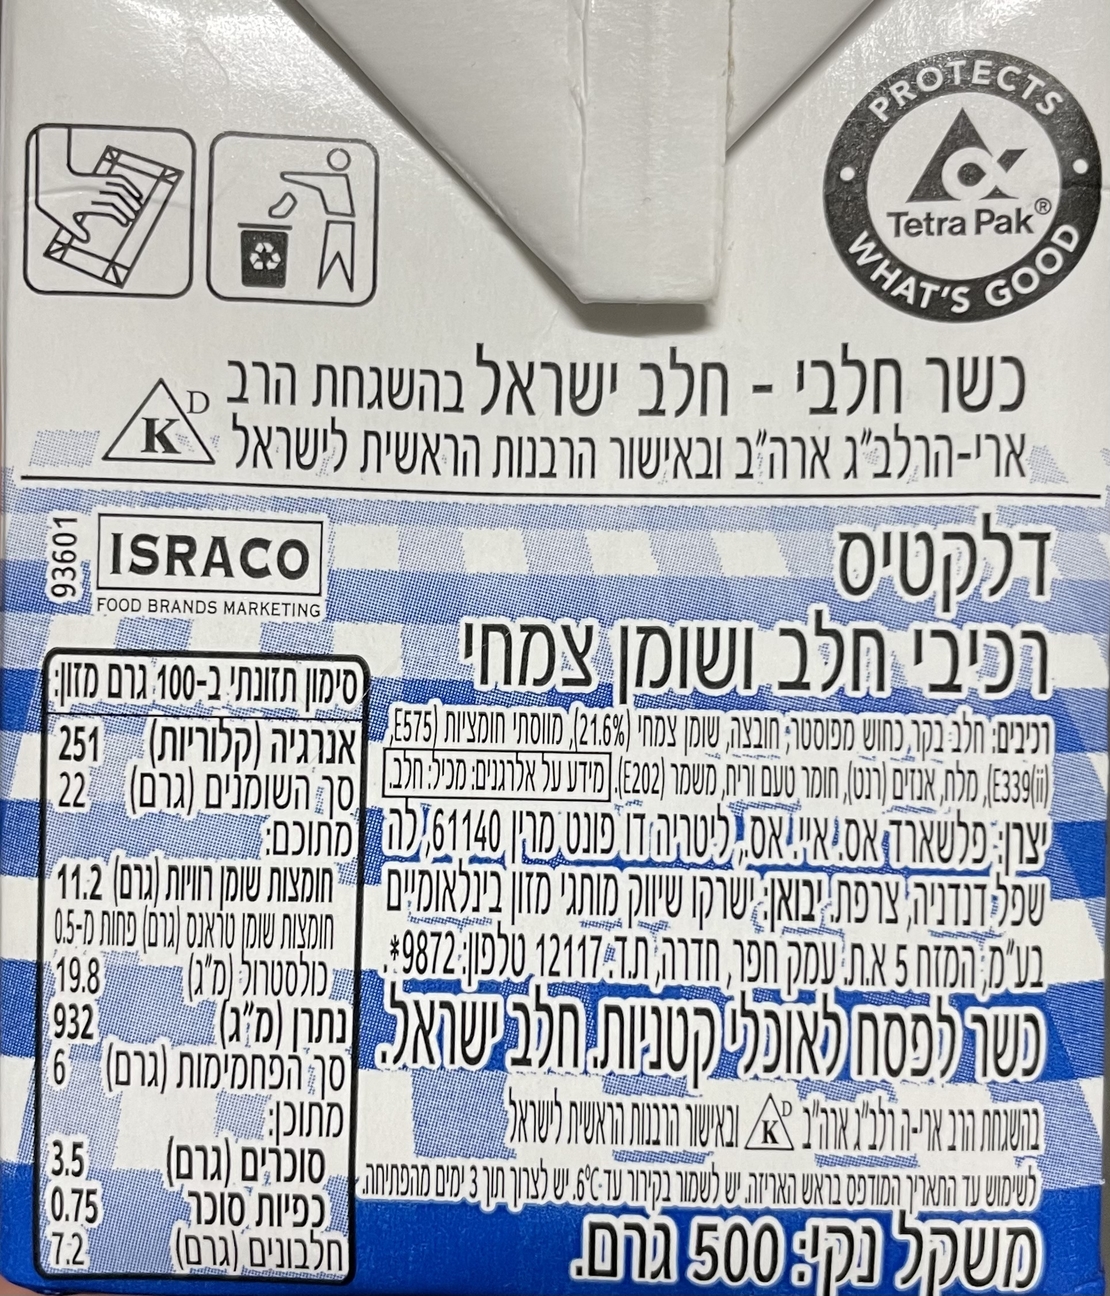 PROTECTS
Tetra Pak®
WHAT'S GOOD
כשר חלבי - חלב ישראל בהשגחת הרב
ארי-הרלב"ג ארה"ב ובאישור הרבנות הראשית לישראל
K D
דלקטיס
רכיבי חלב ושומן צמחי
רכיבים: חלב בקר כחוש מפוסטר, חובצה, שומן צמחי (21.6%), מווסתי חומציות (E575,
E339(ii)), מלח, אנזים (רנט), חומר טעם וריח, משמר (E202). מידע על אלרגנים: מכיל: חלב.
יצרן: פלשארד אס. איי. אס., ליטריה דו פונט מרין 61140, לה
שפל דנדניה, צרפת. יבואן: ישרקו שיווק מותגי מזון בינלאומיים
בע"מ, המזח 5 א.ת. עמק חפר, חדרה, ת.ד. 12117 טלפון: 9872*.
כשר לפסח לאוכלי קטניות. חלב ישראל.
בהשגחת הרב ארי-ה רלב"ג ארה"ב K D ובאישור הרבנות הראשית לישראל
לשימוש עד התאריך המודפס בראש האריזה. יש לשמור בקירור עד 6°C. יש לצרוך תוך 3 ימים מהפתיחה.
משקל נקי: 500 גרם.
93601
ISRACO
FOOD BRANDS MARKETING
סימון תזונתי ב-100 גרם מזון:
אנרגיה (קלוריות) 251
סך השומנים (גרם) 22
מתוכם:
חומצות שומן רוויות (גרם) 11.2
חומצות שומן טראנס (גרם) פחות מ-0.5
כולסטרול (מ"ג) 19.8
נתרן (מ"ג) 932
סך הפחמימות (גרם) 6
מתוכן:
סוכרים (גרם) 3.5
כפיות סוכר 0.75
חלבונים (גרם) 7.2